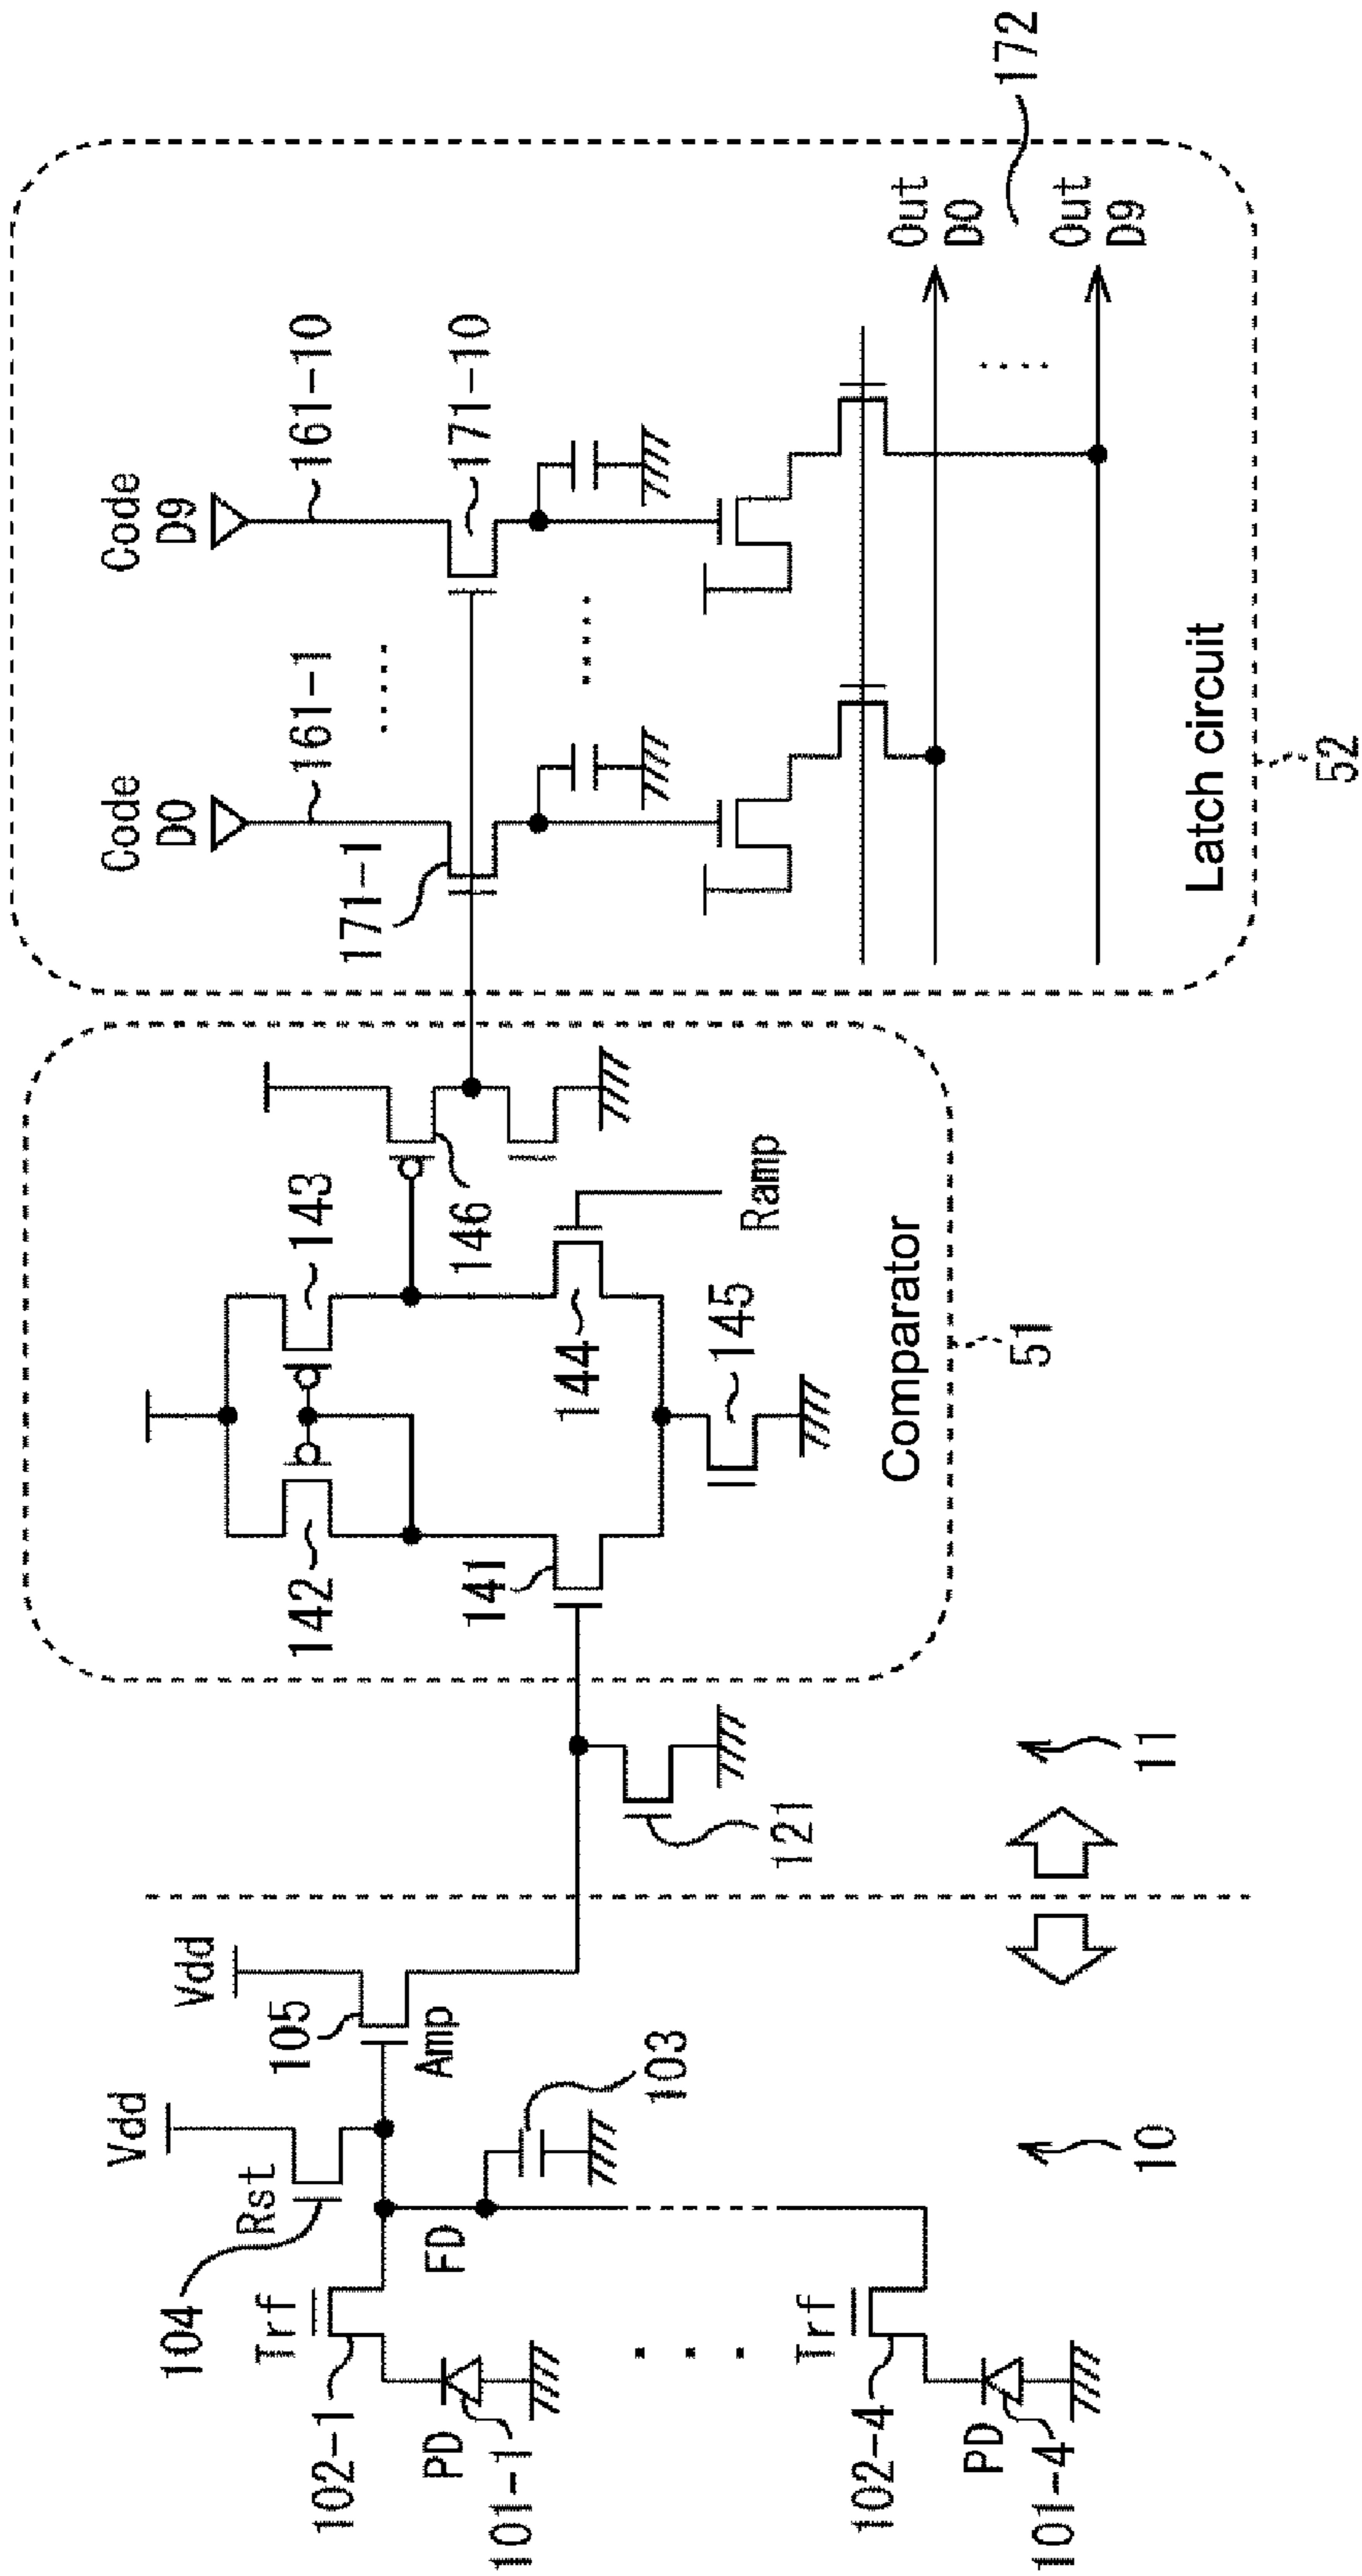 Vdd
Vdd
104
Rst
105
Amp
Trf
102-1
FD
103
PD
101-1
Trf
102-4
PD
101-4
10
11
121
142
143
141
144
146
Ramp
145
Comparator
51
Code
D0
Code
D9
161-1
161-10
171-1
171-10
Out
D0
Out
D9
172
Latch circuit
52